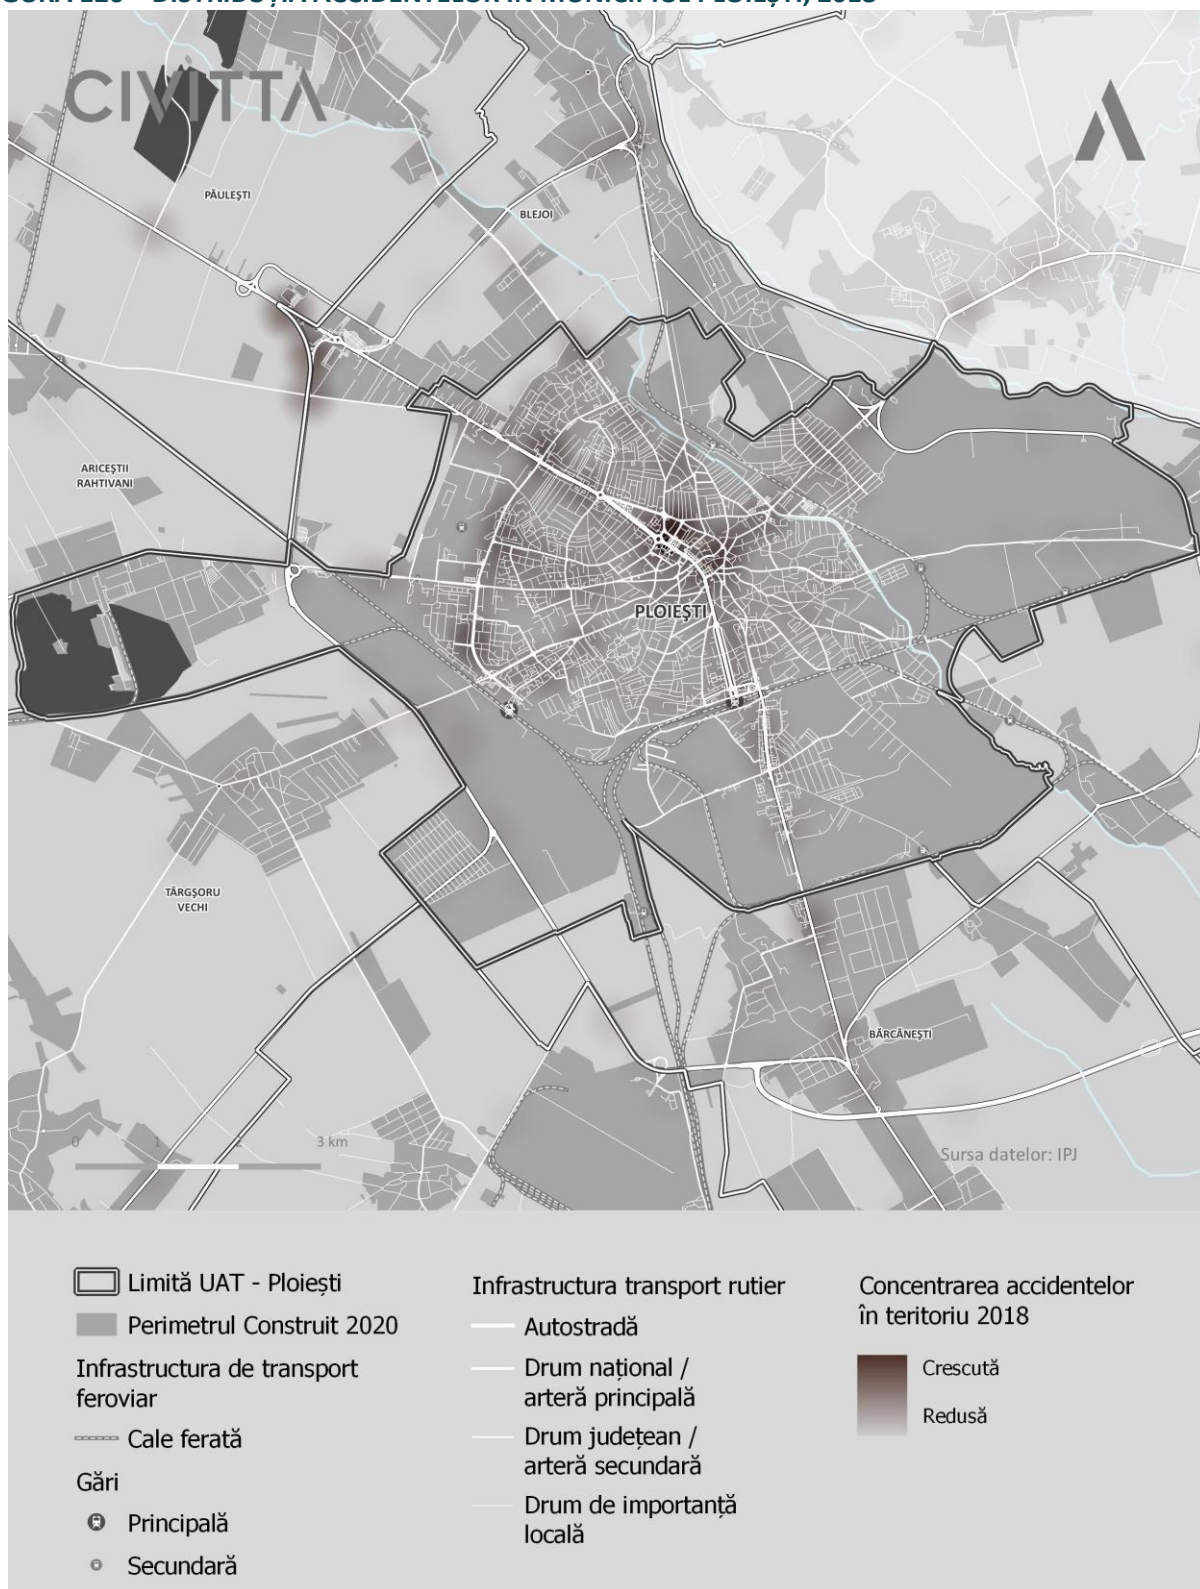 CIVITTA
PĂULEȘTI
BLEJOI
ARICEȘTII
RAHTIVANI
PLOIEȘTI
TÂRGȘORU
VECHI
BĂRCĂNEȘTI
0 1 2 3 km
Sursa datelor: IPJ
Limită UAT - Ploiești
Perimetrul Construit 2020
Infrastructura de transport
feroviar
Cale ferată
Gări
Principală
Secundară
Infrastructura transport rutier
Autostradă
Drum național /
arteră principală
Drum județean /
arteră secundară
Drum de importanță
locală
Concentrarea accidentelor
în teritoriu 2018
Crescută
Redusă